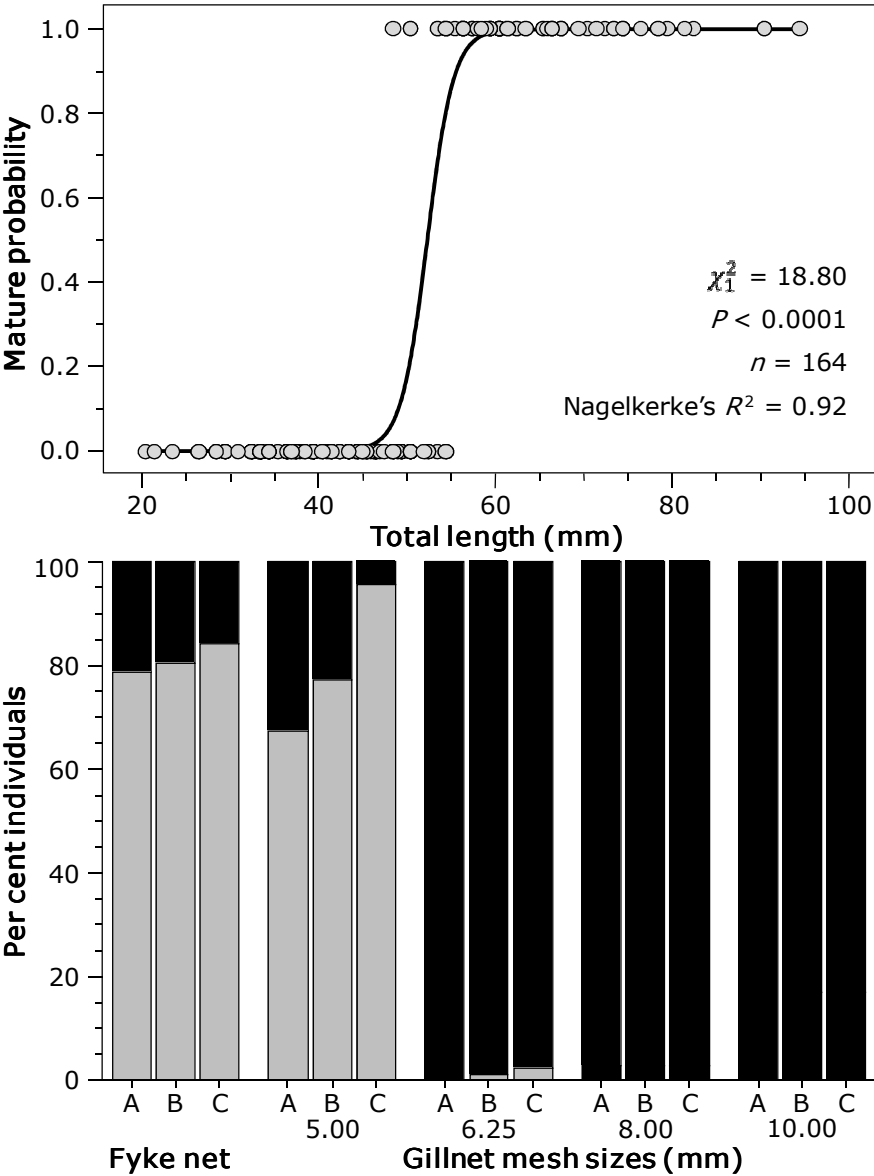 Mature probability
1.0
0.8
0.6
0.4
0.2
0.0
χ²₁ = 18.80
P < 0.0001
n = 164
Nagelkerke's R² = 0.92
20 40 60 80 100
Total length (mm)
Per cent individuals
100
80
60
40
20
0
A B C A B C A B C A B C A B C
5.00 6.25 8.00 10.00
Fyke net Gillnet mesh sizes (mm)